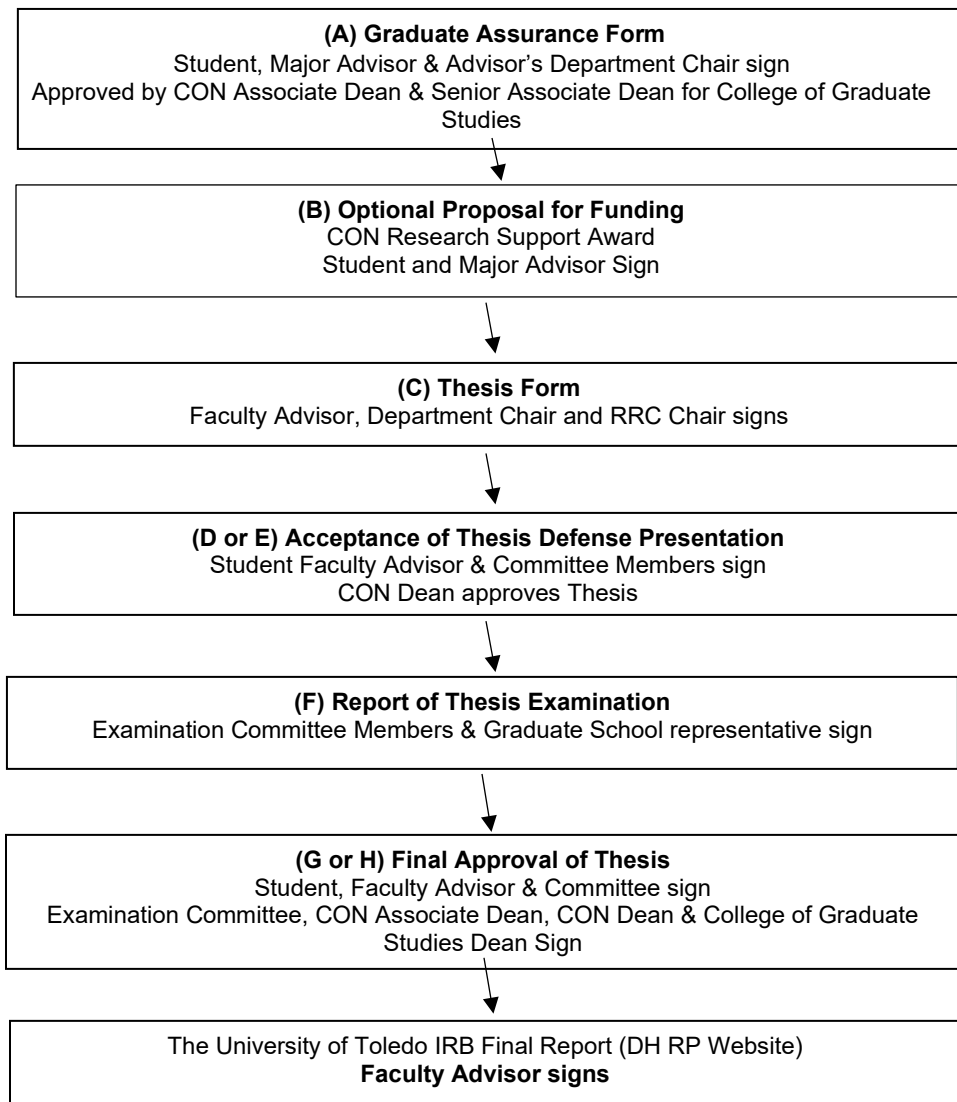 (A) Graduate Assurance Form
Student, Major Advisor & Advisor’s Department Chair sign
Approved by CON Associate Dean & Senior Associate Dean for College of Graduate
Studies
(B) Optional Proposal for Funding
CON Research Support Award
Student and Major Advisor Sign
(C) Thesis Form
Faculty Advisor, Department Chair and RRC Chair signs
(D or E) Acceptance of Thesis Defense Presentation
Student Faculty Advisor & Committee Members sign
CON Dean approves Thesis
(F) Report of Thesis Examination
Examination Committee Members & Graduate School representative sign
(G or H) Final Approval of Thesis
Student, Faculty Advisor & Committee sign
Examination Committee, CON Associate Dean, CON Dean & College of Graduate
Studies Dean Sign
The University of Toledo IRB Final Report (DH RP Website)
Faculty Advisor signs